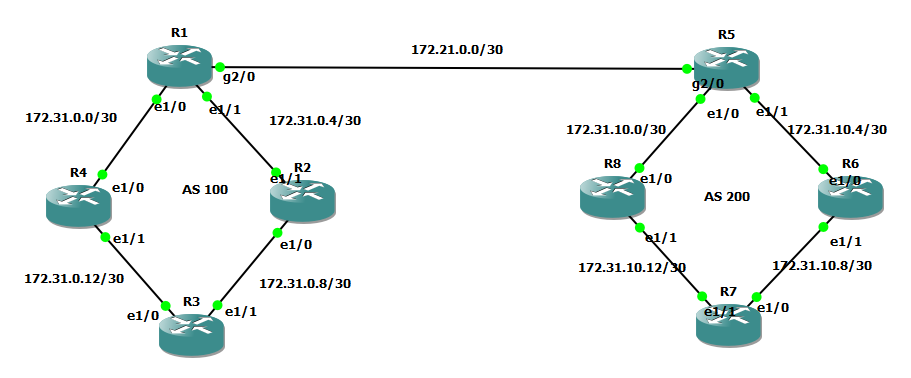 R1
R5
172.21.0.0/30
g2/0
g2/0
e1/0
e1/1
e1/0
e1/1
172.31.0.0/30
172.31.0.4/30
172.31.10.0/30
172.31.10.4/30
R4
R2
R8
R6
e1/0
e1/1
e1/0
e1/0
AS 100
AS 200
e1/1
e1/0
e1/1
e1/1
172.31.0.12/30
172.31.0.8/30
172.31.10.12/30
172.31.10.8/30
R3
R7
e1/0
e1/1
e1/1
e1/0